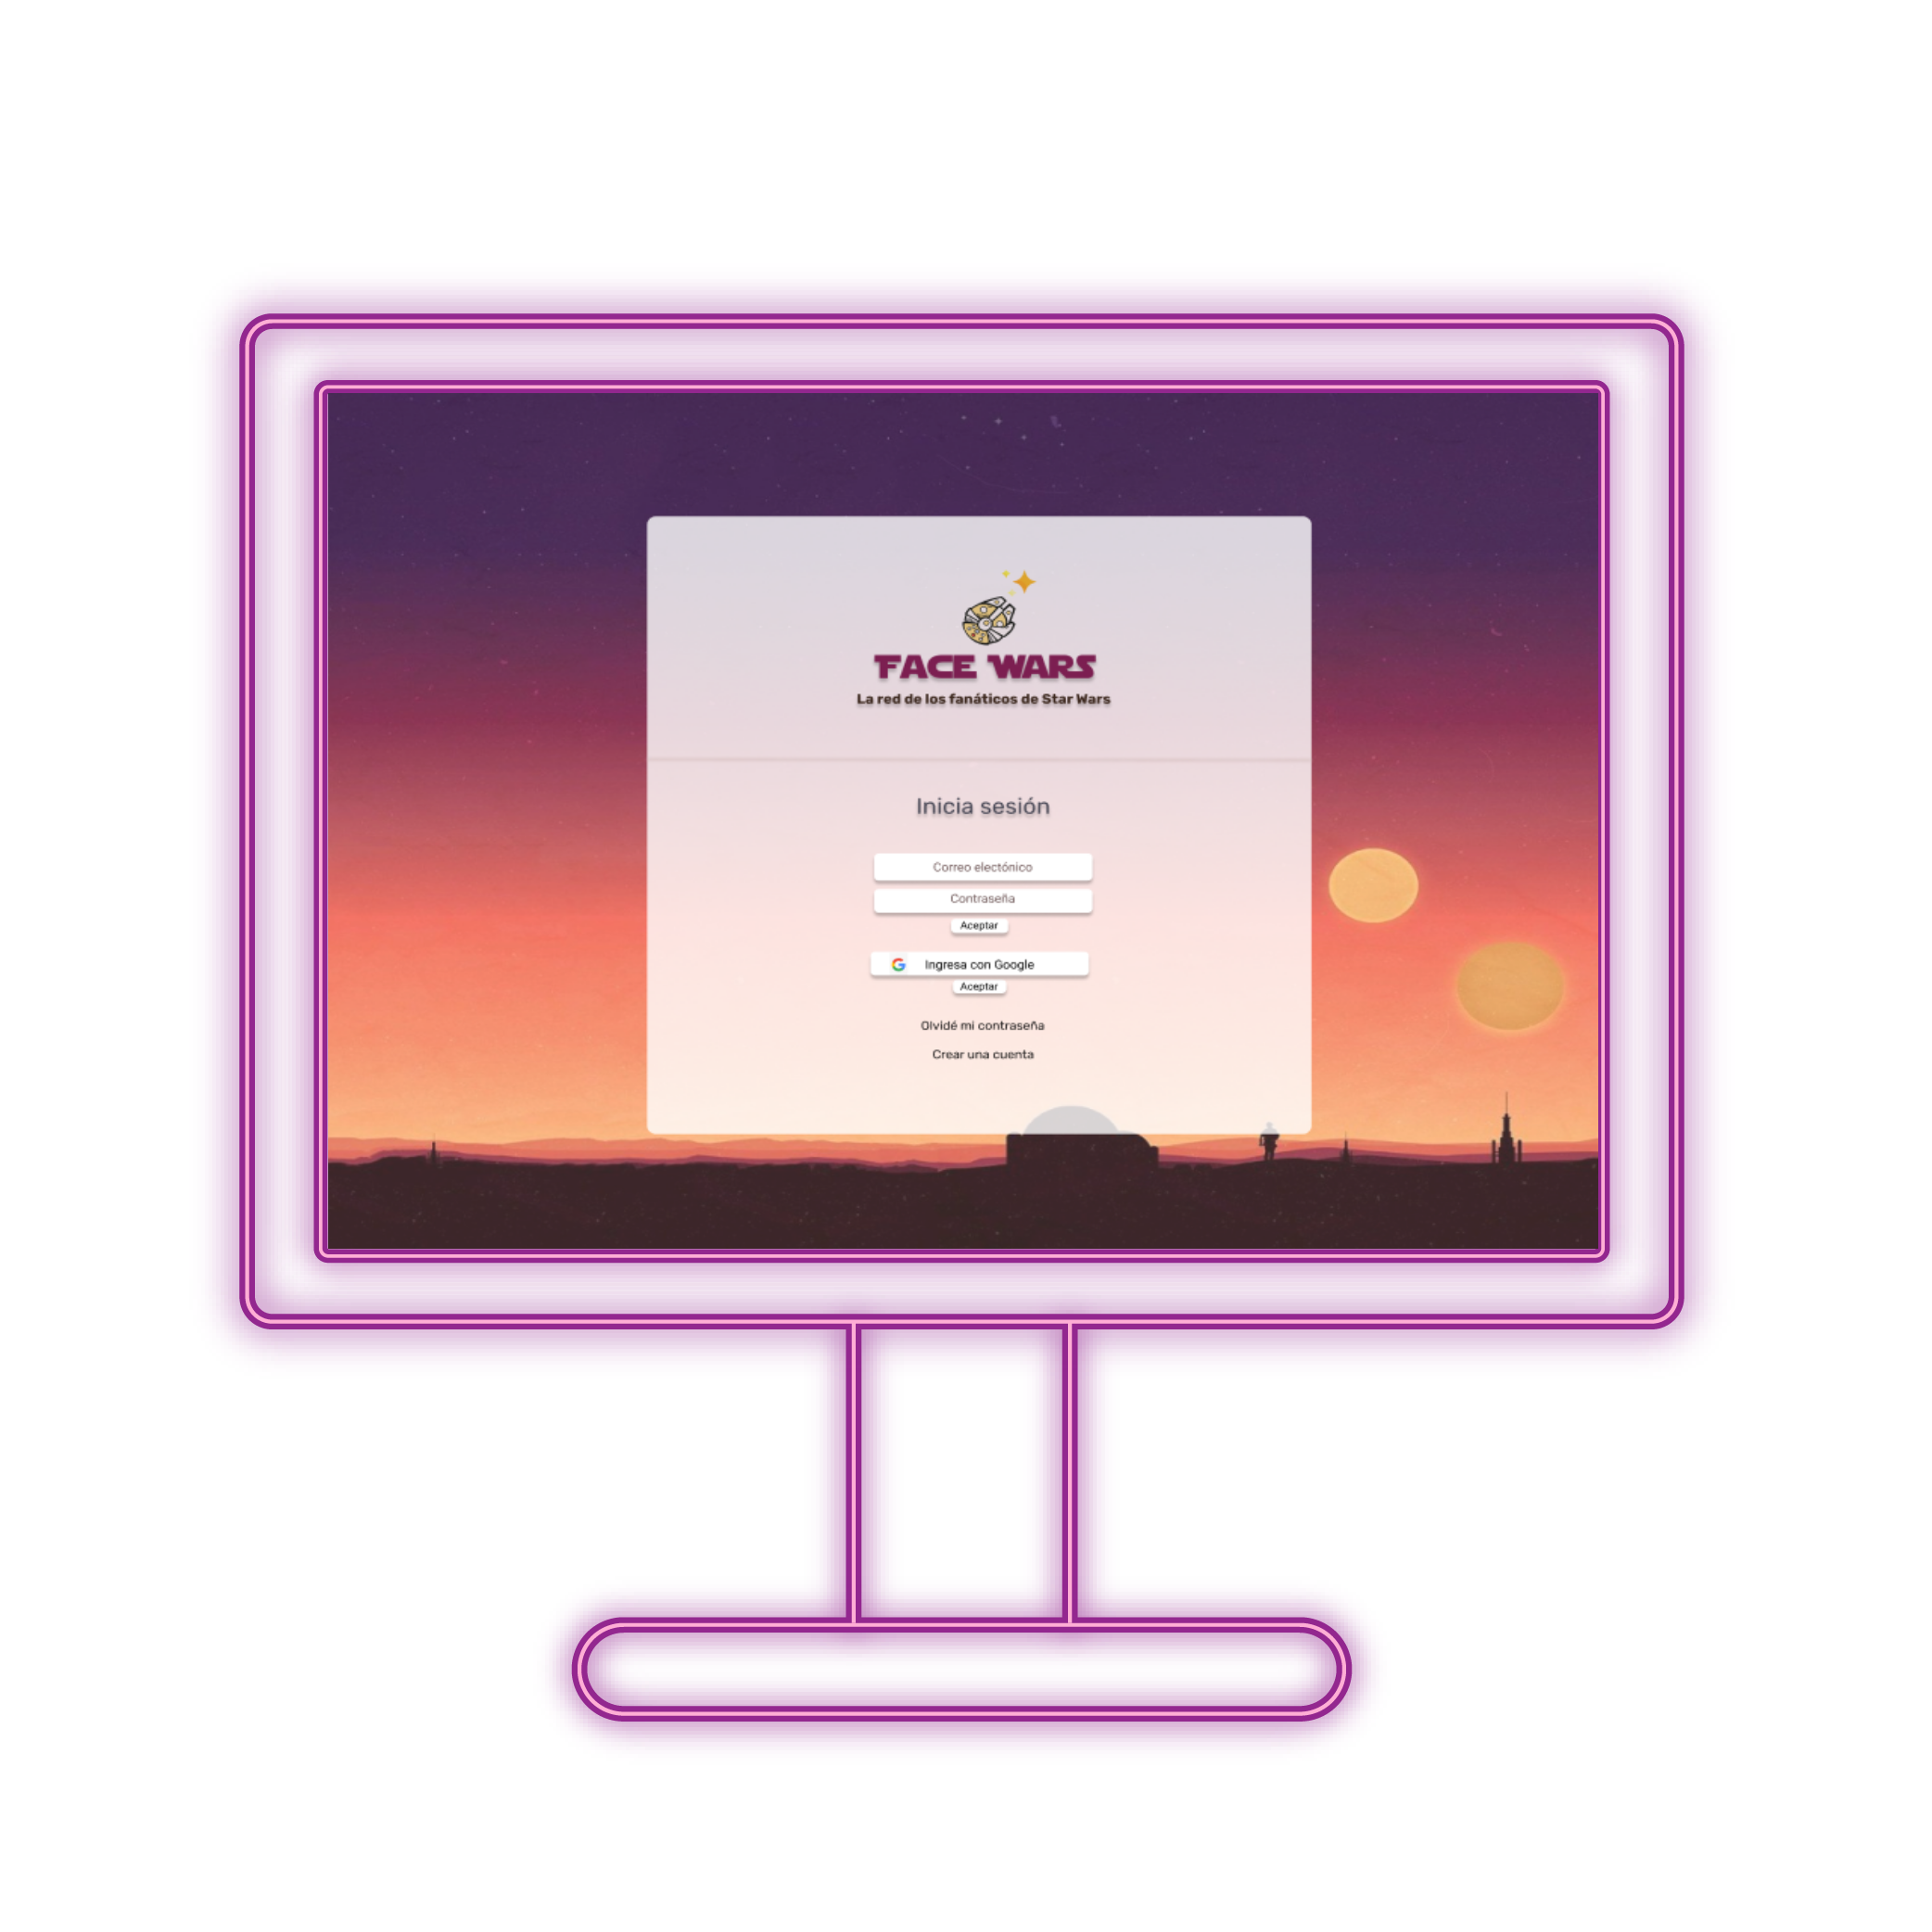 FACE WARS
La red de los fanáticos de Star Wars
Inicia sesión
Correo electónico
Contraseña
Aceptar
Ingresa con Google
Aceptar
Olvidé mi contraseña
Crear una cuenta